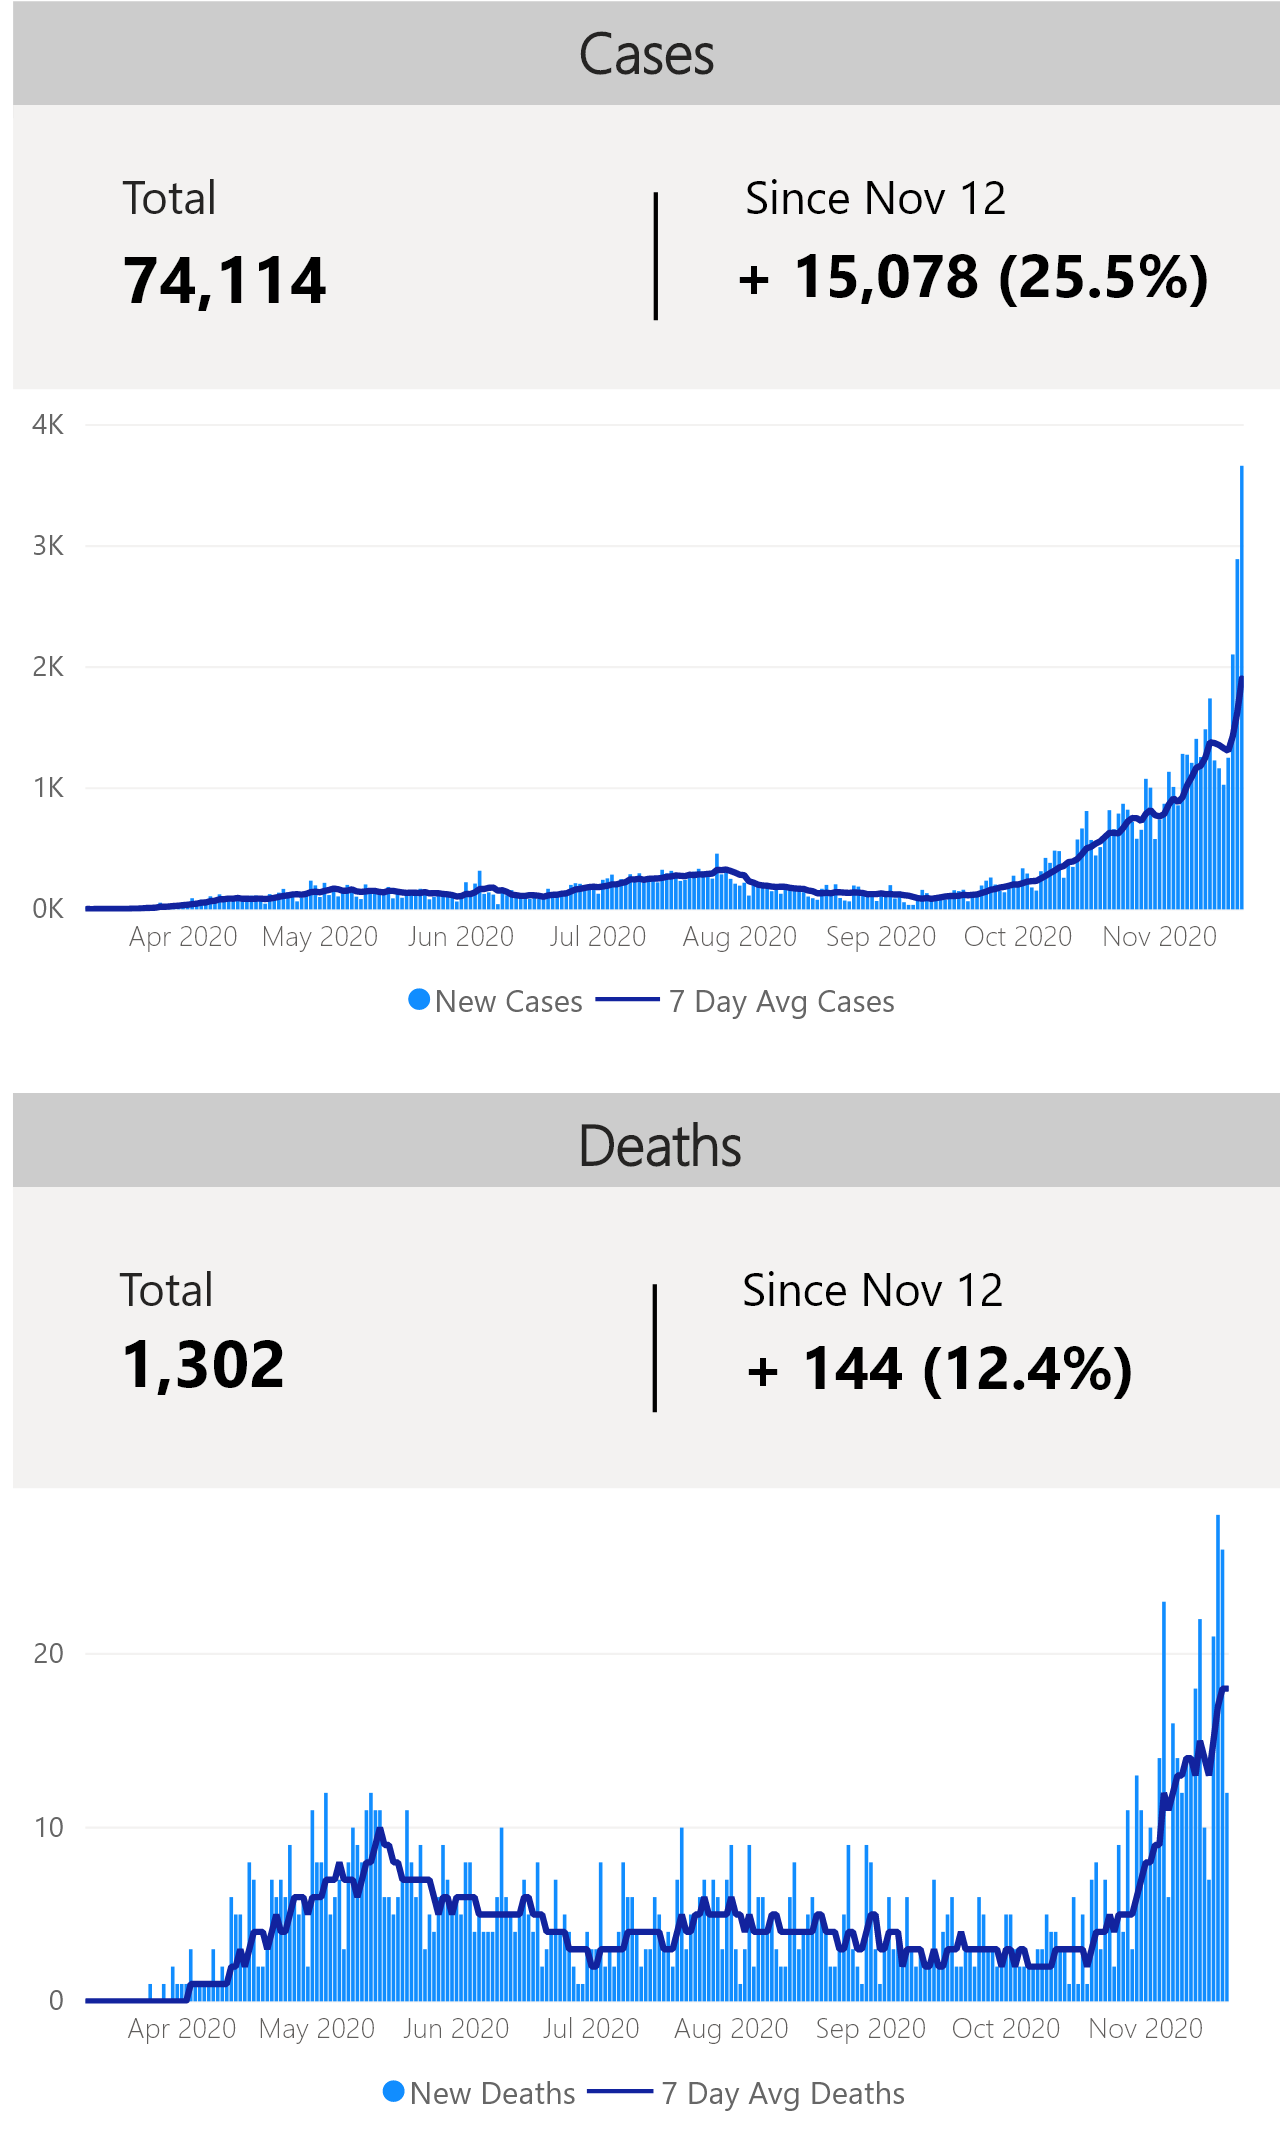 Cases
Total
Since Nov 12
74,114
+ 15,078 (25.5%)
4K
3K
2K
1K
0K
Apr 2020 May 2020 Jun 2020 Jul 2020 Aug 2020 Sep 2020 Oct 2020 Nov 2020
New Cases 7 Day Avg Cases
Deaths
Total
Since Nov 12
1,302
+ 144 (12.4%)
20
10
0
Apr 2020 May 2020 Jun 2020 Jul 2020 Aug 2020 Sep 2020 Oct 2020 Nov 2020
New Deaths 7 Day Avg Deaths